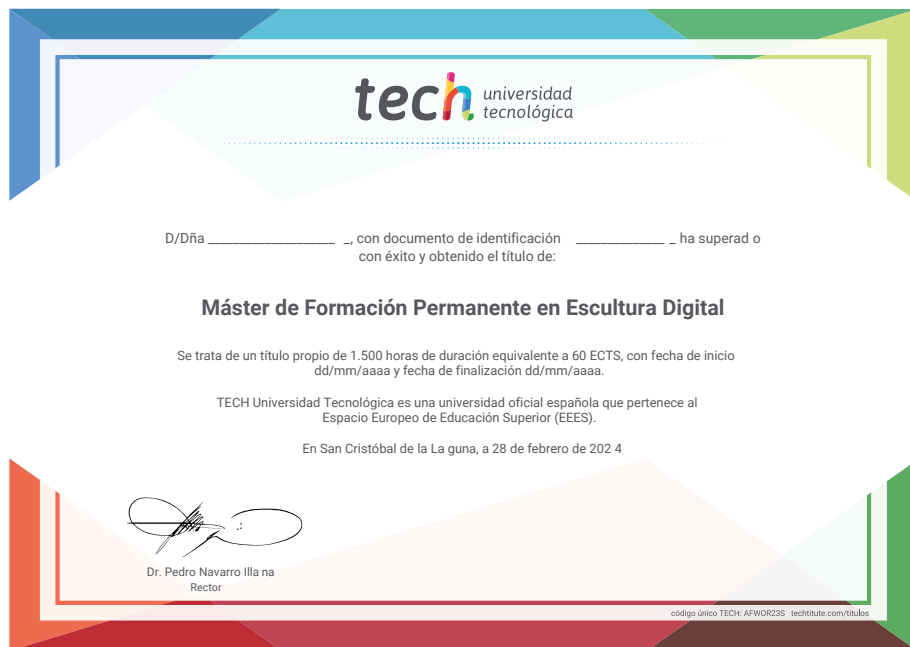 tech universidad
tecnológica
D/Dña ____________________ _, con documento de identificación ______________ _ ha superad o
con éxito y obtenido el título de:
Máster de Formación Permanente en Escultura Digital
Se trata de un título propio de 1.500 horas de duración equivalente a 60 ECTS, con fecha de inicio
dd/mm/aaaa y fecha de finalización dd/mm/aaaa.
TECH Universidad Tecnológica es una universidad oficial española que pertenece al
Espacio Europeo de Educación Superior (EEES).
En San Cristóbal de la La guna, a 28 de febrero de 202 4
Dr. Pedro Navarro Illa na
Rector
código único TECH: AFWOR23S techtitute.com/titulos